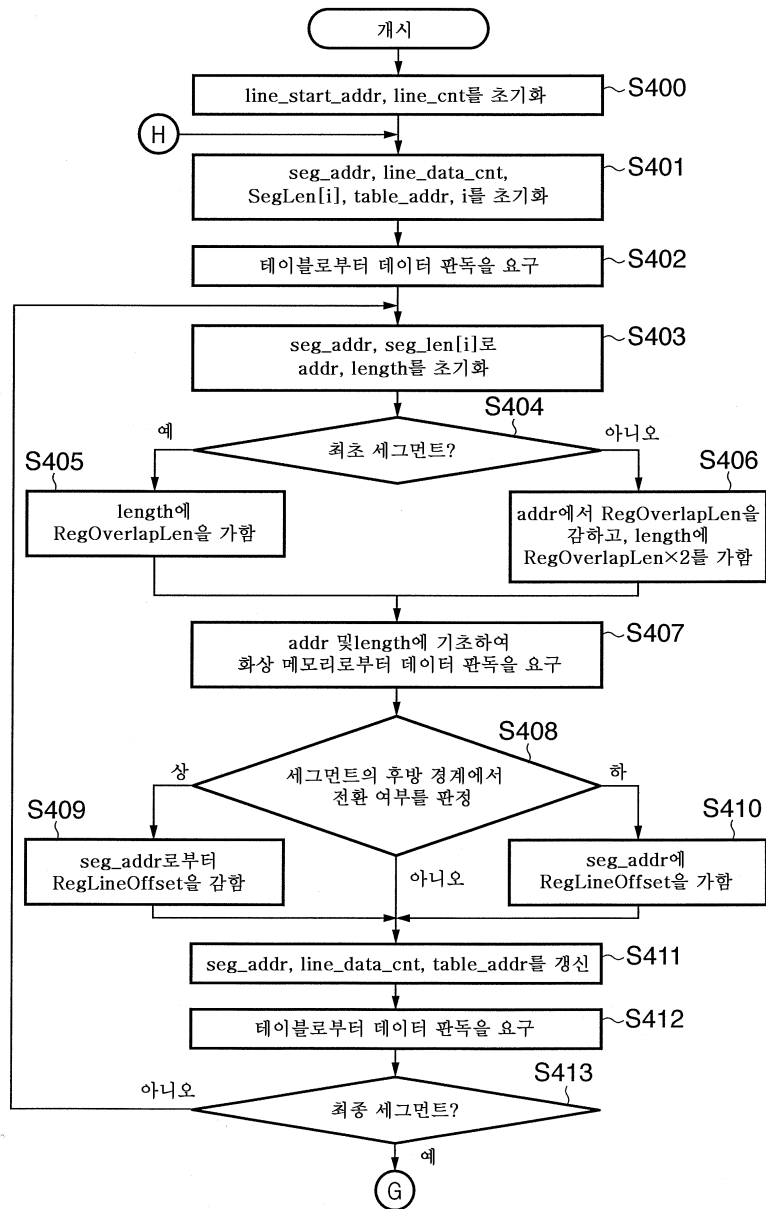 개시
line_start_addr, line_cnt를 초기화
S400
H
seg_addr, line_data_cnt,
SegLen[i], table_addr, i를 초기화
S401
테이블로부터 데이터 판독을 요구
S402
seg_addr, seg_len[i]로
addr, length를 초기화
S403
S404
최초 세그먼트?
예
아니오
S405
length에
RegOverlapLen을 가함
S406
addr에서 RegOverlapLen을
감하고, length에
RegOverlapLen×2를 가함
addr 및length에 기초하여
화상 메모리로부터 데이터 판독을 요구
S407
S408
세그먼트의 후방 경계에서
전환 여부를 판정
상
하
아니오
S409
seg_addr로부터
RegLineOffset을 감함
S410
seg_addr에
RegLineOffset을 가함
seg_addr, line_data_cnt, table_addr를 갱신
S411
테이블로부터 데이터 판독을 요구
S412
S413
최종 세그먼트?
아니오
예
G